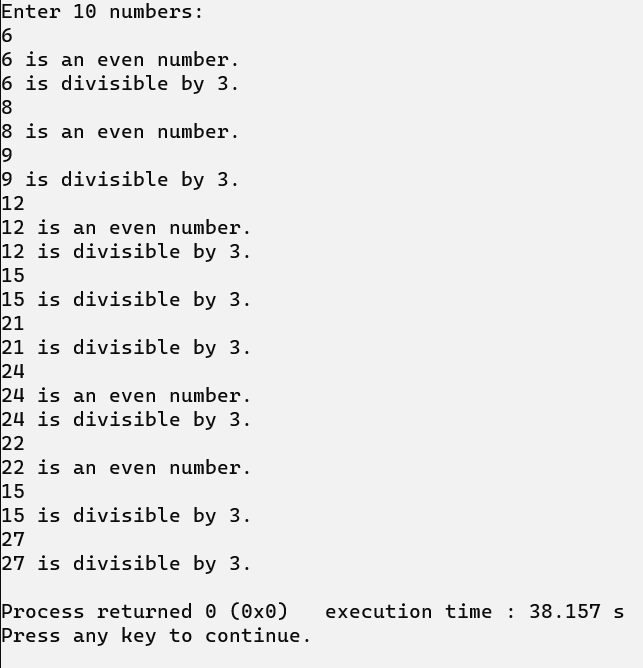 Enter 10 numbers:
6
6 is an even number.
6 is divisible by 3.
8
8 is an even number.
9
9 is divisible by 3.
12
12 is an even number.
12 is divisible by 3.
15
15 is divisible by 3.
21
21 is divisible by 3.
24
24 is an even number.
24 is divisible by 3.
22
22 is an even number.
15
15 is divisible by 3.
27
27 is divisible by 3.
Process returned 0 (0x0)   execution time : 38.157 s
Press any key to continue.